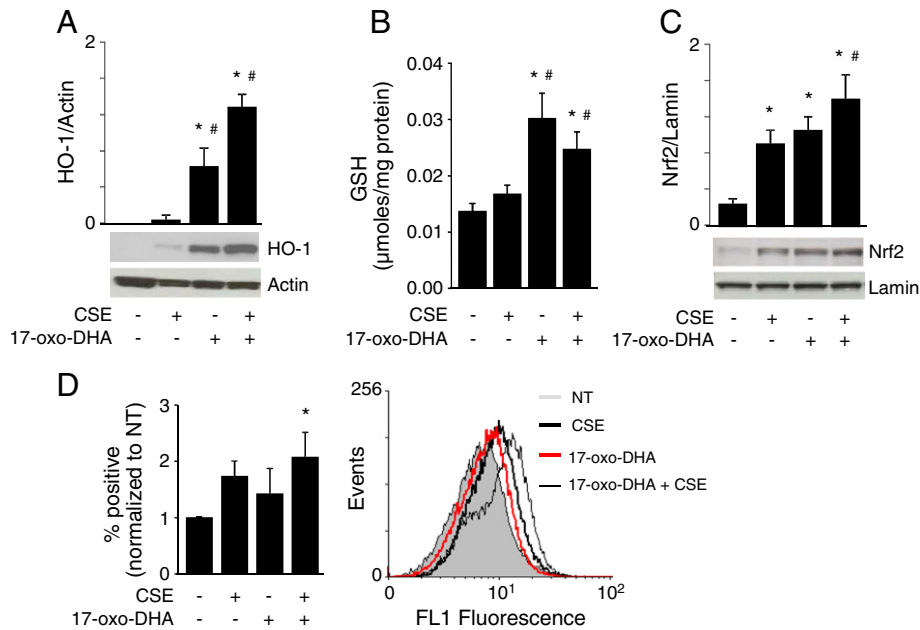 A
2
HO-1/Actin
0
* #
* #
HO-1
Actin
CSE - + - +
17-oxo-DHA - - + +
B
0.04
0.03
0.02
0.01
0.00
GSH
(µmoles/mg protein)
* #
* #
CSE - + - +
17-oxo-DHA - - + +
C
2
Nrf2/Lamin
0
*
*
* #
Nrf2
Lamin
CSE - + - +
17-oxo-DHA - - + +
D
3
2
1
0
% positive
(normalized to NT)
*
CSE - + - +
17-oxo-DHA - - + +
256
Events
0
0 10¹ 10²
FL1 Fluorescence
NT
CSE
17-oxo-DHA
17-oxo-DHA + CSE